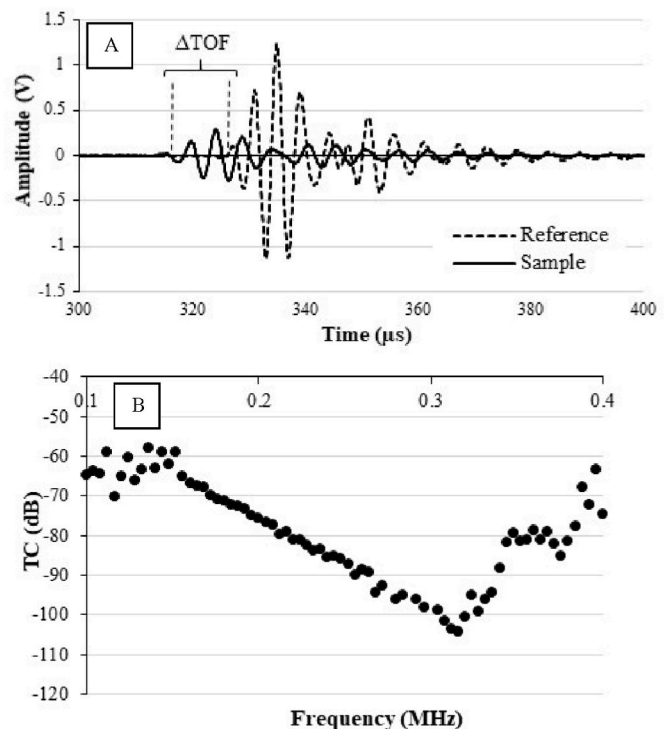 A
ΔTOF
1.5
1
0.5
0
-0.5
-1
-1.5
Amplitude (V)
Reference
Sample
300 320 340 360 380 400
Time (µs)
B
-40
-50
-60
-70
-80
-90
-100
-110
-120
0.1 0.2 0.3 0.4
TC (dB)
Frequency (MHz)